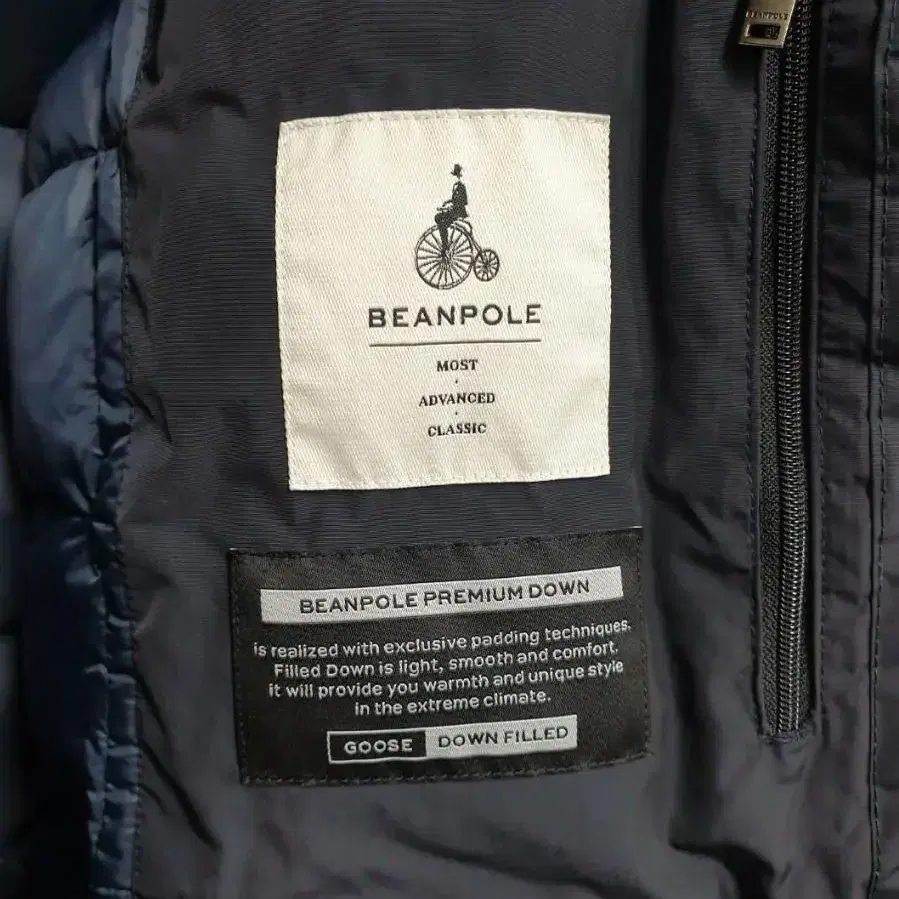 BEANPOLE
BEANPOLE
MOST
ADVANCED
CLASSIC
BEANPOLE PREMIUM DOWN
is realized with exclusive padding techniques.
Filled Down is light, smooth and comfort.
it will provide you warmth and unique style
in the extreme climate.
GOOSE DOWN FILLED